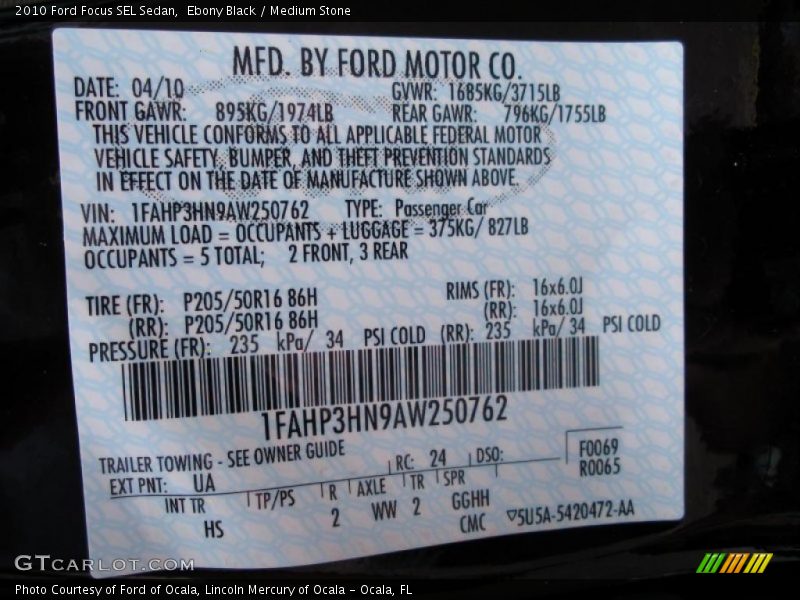 2010 Ford Focus SEL Sedan, Ebony Black / Medium Stone
MFD. BY FORD MOTOR CO.
DATE: 04/10 GVWR: 1685KG/3715LB
FRONT GAWR: 895KG/1974LB REAR GAWR: 796KG/1755LB
THIS VEHICLE CONFORMS TO ALL APPLICABLE FEDERAL MOTOR
VEHICLE SAFETY, BUMPER, AND THEFT PREVENTION STANDARDS
IN EFFECT ON THE DATE OF MANUFACTURE SHOWN ABOVE.
VIN: 1FAHP3HN9AW250762 TYPE: Passenger Car
MAXIMUM LOAD = OCCUPANTS + LUGGAGE = 375KG/ 827LB
OCCUPANTS = 5 TOTAL; 2 FRONT, 3 REAR
TIRE (FR): P205/50R16 86H RIMS (FR): 16x6.0J
(RR): P205/50R16 86H (RR): 16x6.0J
PRESSURE (FR): 235 kPa/ 34 PSI COLD (RR): 235 kPa/ 34 PSI COLD
1FAHP3HN9AW250762
TRAILER TOWING - SEE OWNER GUIDE
EXT PNT: UA RC: 24 DSO: F0069
R0065
INT TR TP/PS R AXLE TR SPR
HS 2 WW 2 GGHH
CMC ▽5U5A-5420472-AA
GTCARLOT.COM
Photo Courtesy of Ford of Ocala, Lincoln Mercury of Ocala – Ocala, FL